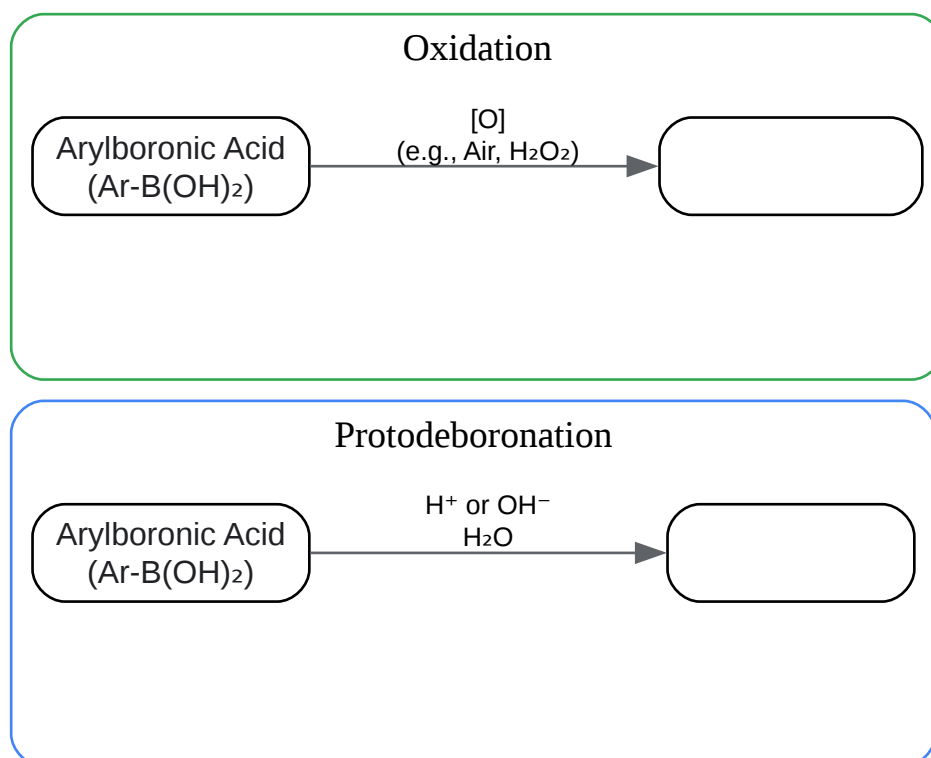 Oxidation
[O]
(e.g., Air, H₂O₂)
Arylboronic Acid
(Ar-B(OH)₂)
Protodeboronation
H⁺ or OH⁻
H₂O
Arylboronic Acid
(Ar-B(OH)₂)